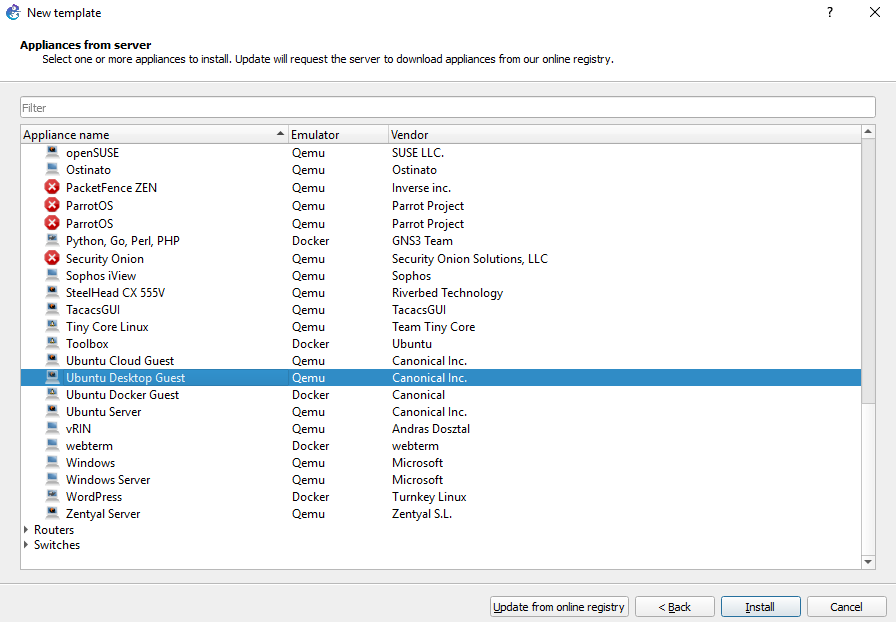 New template
?
Appliances from server
Select one or more appliances to install. Update will request the server to download appliances from our online registry.
Filter
Appliance name Emulator Vendor
openSUSE Qemu SUSE LLC.
Ostinato Qemu Ostinato
PacketFence ZEN Qemu Inverse inc.
ParrotOS Qemu Parrot Project
ParrotOS Qemu Parrot Project
Python, Go, Perl, PHP Docker GNS3 Team
Security Onion Qemu Security Onion Solutions, LLC
Sophos iView Qemu Sophos
SteelHead CX 555V Qemu Riverbed Technology
TacacsGUI Qemu TacacsGUI
Tiny Core Linux Qemu Team Tiny Core
Toolbox Docker Ubuntu
Ubuntu Cloud Guest Qemu Canonical Inc.
Ubuntu Desktop Guest Qemu Canonical Inc.
Ubuntu Docker Guest Docker Canonical
Ubuntu Server Qemu Canonical Inc.
vRIN Qemu Andras Dosztal
webterm Docker webterm
Windows Qemu Microsoft
Windows Server Qemu Microsoft
WordPress Docker Turnkey Linux
Zentyal Server Qemu Zentyal S.L.
Routers
Switches
Update from online registry < Back Install Cancel